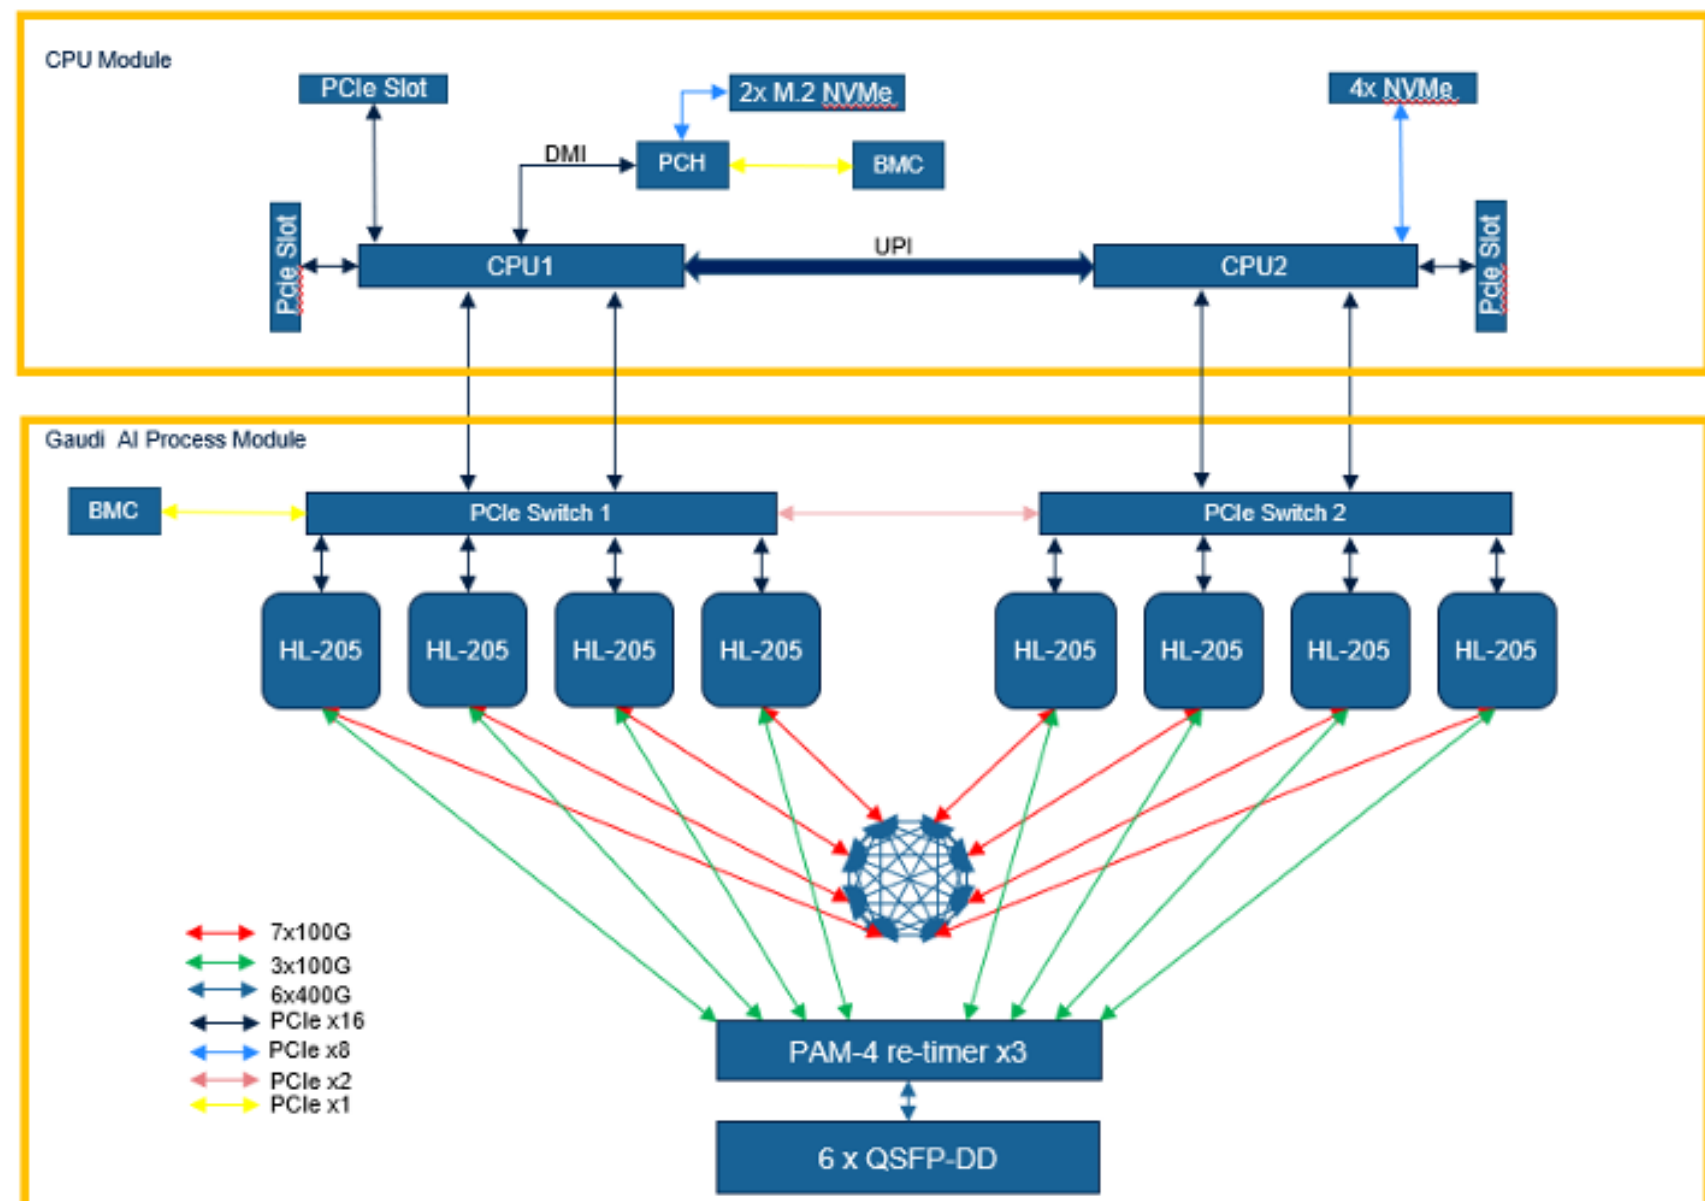 CPU Module
PCIe Slot
2x M.2 NVMe
4x NVMe
DMI
PCH
BMC
PcIe Slot
CPU1
UPI
CPU2
PcIe Slot
Gaudi AI Process Module
BMC
PCIe Switch 1
PCIe Switch 2
HL-205
HL-205
HL-205
HL-205
HL-205
HL-205
HL-205
HL-205
7x100G
3x100G
6x400G
PCIe x16
PCIe x8
PCIe x2
PCIe x1
PAM-4 re-timer x3
6 x QSFP-DD